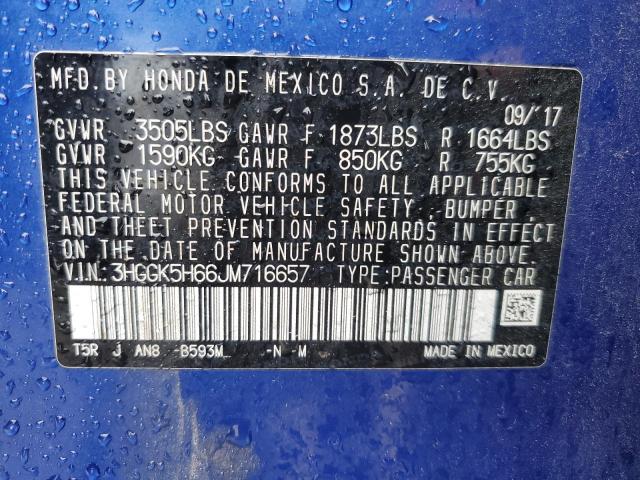 MFD.BY HONDA DE MEXICO S.A. DE C.V.
09/'17
GVWR 3505LBS GAWR F 1873LBS R 1664LBS
GVWR 1590KG GAWR F 850KG R 755KG
THIS VEHICLE CONFORMS TO ALL APPLICABLE
FEDERAL MOTOR VEHICLE SAFETY, BUMPER,
AND THEFT PREVENTION STANDARDS IN EFFECT
ON THE DATE OF MANUFACTURE SHOWN ABOVE.
V.I.N.: 3HGGK5H66JM716657 TYPE:PASSENGER CAR
T5R J AN8 -B593M -N -M MADE IN MEXICO